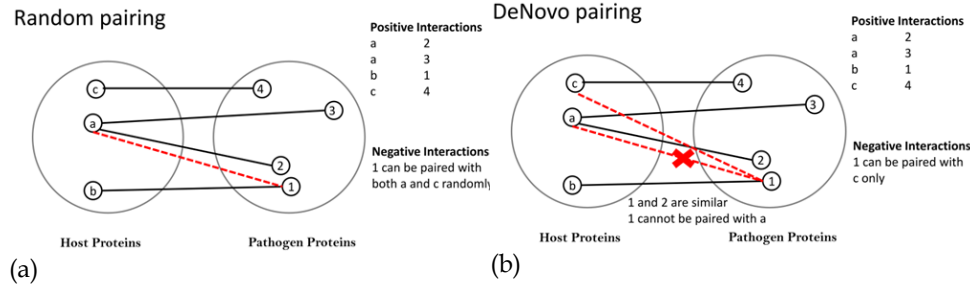 Random pairing
Positive Interactions
a 2
a 3
b 1
c 4
c
4
a
3
2
1
b
Negative Interactions
1 can be paired with
both a and c randomly
Host Proteins
Pathogen Proteins
(a)
DeNovo pairing
Positive Interactions
a 2
a 3
b 1
c 4
c
4
a
3
2
1
b
Negative Interactions
1 can be paired with
c only
1 and 2 are similar
1 cannot be paired with a
Host Proteins
Pathogen Proteins
(b)